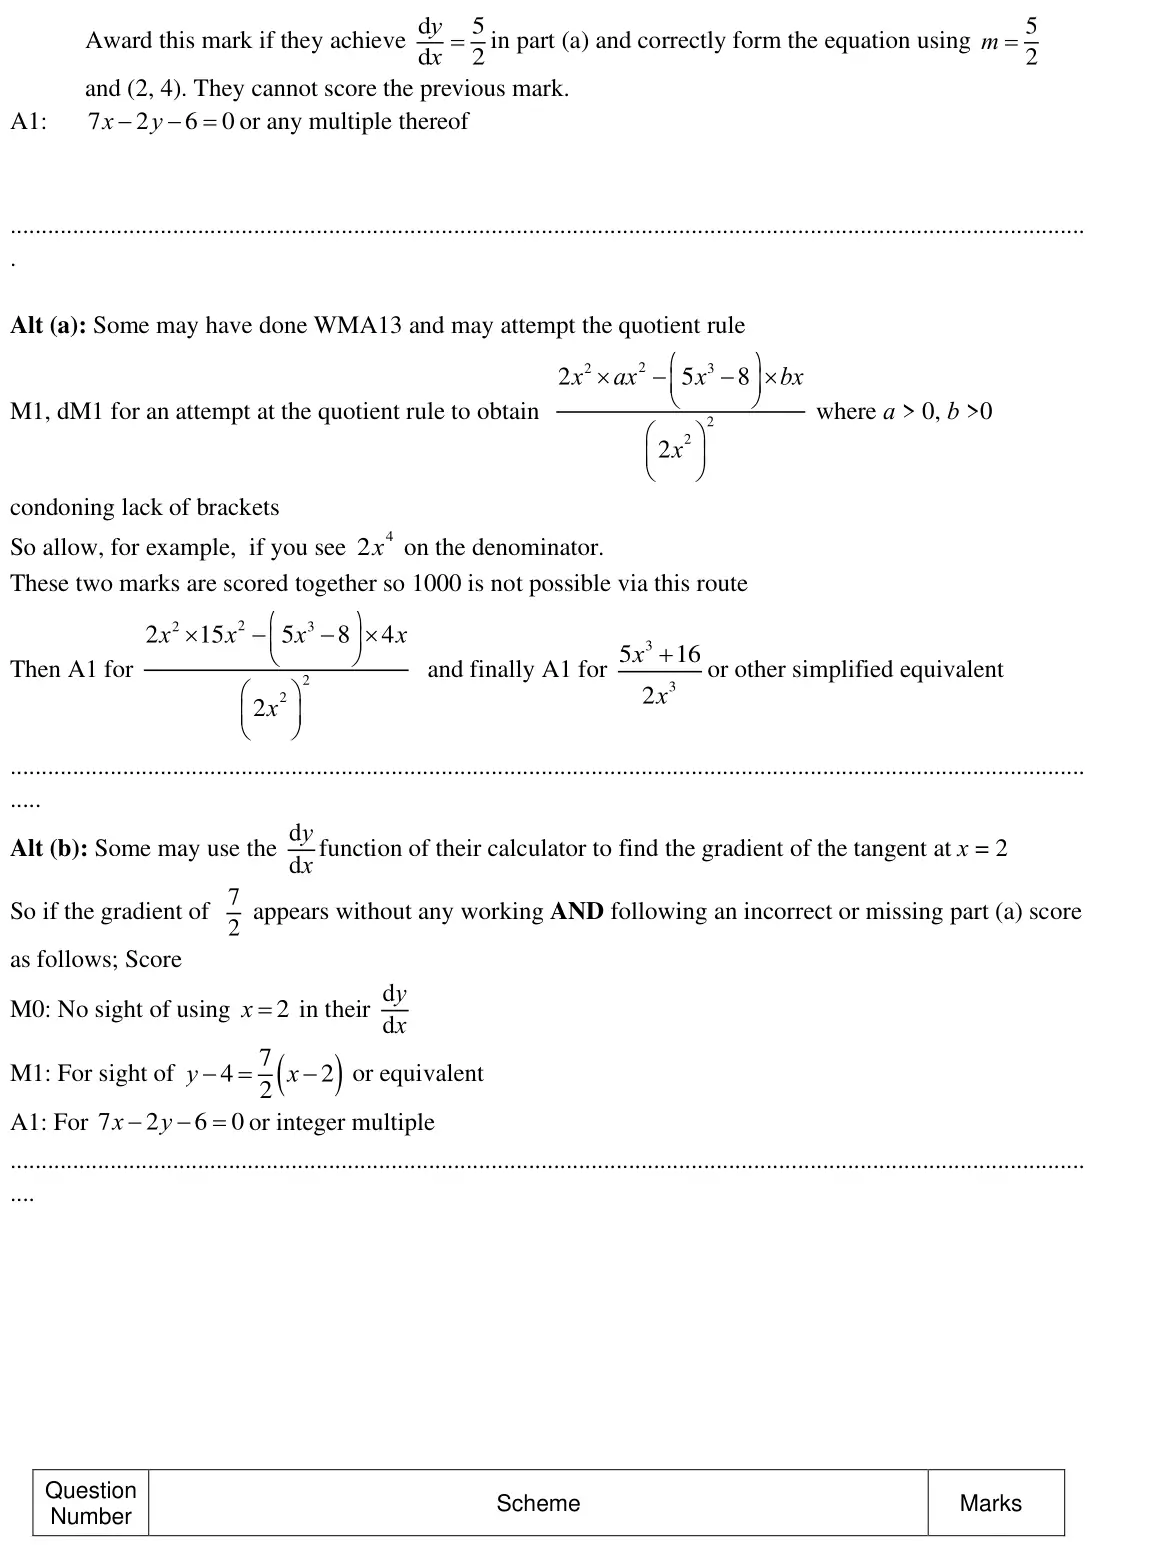 Award this mark if they achieve dy/dx = 5/2 in part (a) and correctly form the equation using m = 5/2
and (2, 4). They cannot score the previous mark.
A1: 7x − 2y − 6 = 0 or any multiple thereof
....................................................................................................................................................................................
.
Alt (a): Some may have done WMA13 and may attempt the quotient rule
M1, dM1 for an attempt at the quotient rule to obtain (2x² × ax² − (5x³ − 8) × bx) / (2x²)² where a > 0, b >0
condoning lack of brackets
So allow, for example, if you see 2x⁴ on the denominator.
These two marks are scored together so 1000 is not possible via this route
Then A1 for (2x² × 15x² − (5x³ − 8) × 4x) / (2x²)² and finally A1 for (5x³ + 16) / 2x³ or other simplified equivalent
....................................................................................................................................................................................
.....
Alt (b): Some may use the dy/dx function of their calculator to find the gradient of the tangent at x = 2
So if the gradient of 7/2 appears without any working AND following an incorrect or missing part (a) score
as follows; Score
M0: No sight of using x = 2 in their dy/dx
M1: For sight of y − 4 = 7/2 (x − 2) or equivalent
A1: For 7x − 2y − 6 = 0 or integer multiple
....................................................................................................................................................................................
....
Question Number Scheme Marks